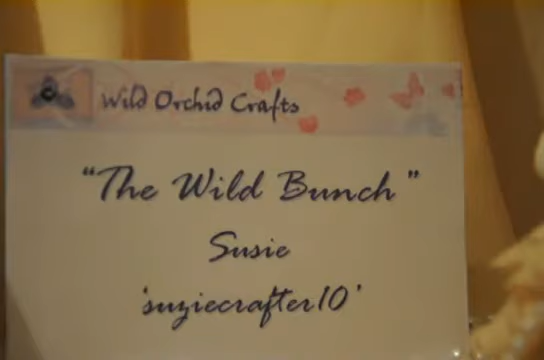 Wild Orchid Crafts
"The Wild Bunch"
Susie
'suziecrafter10'